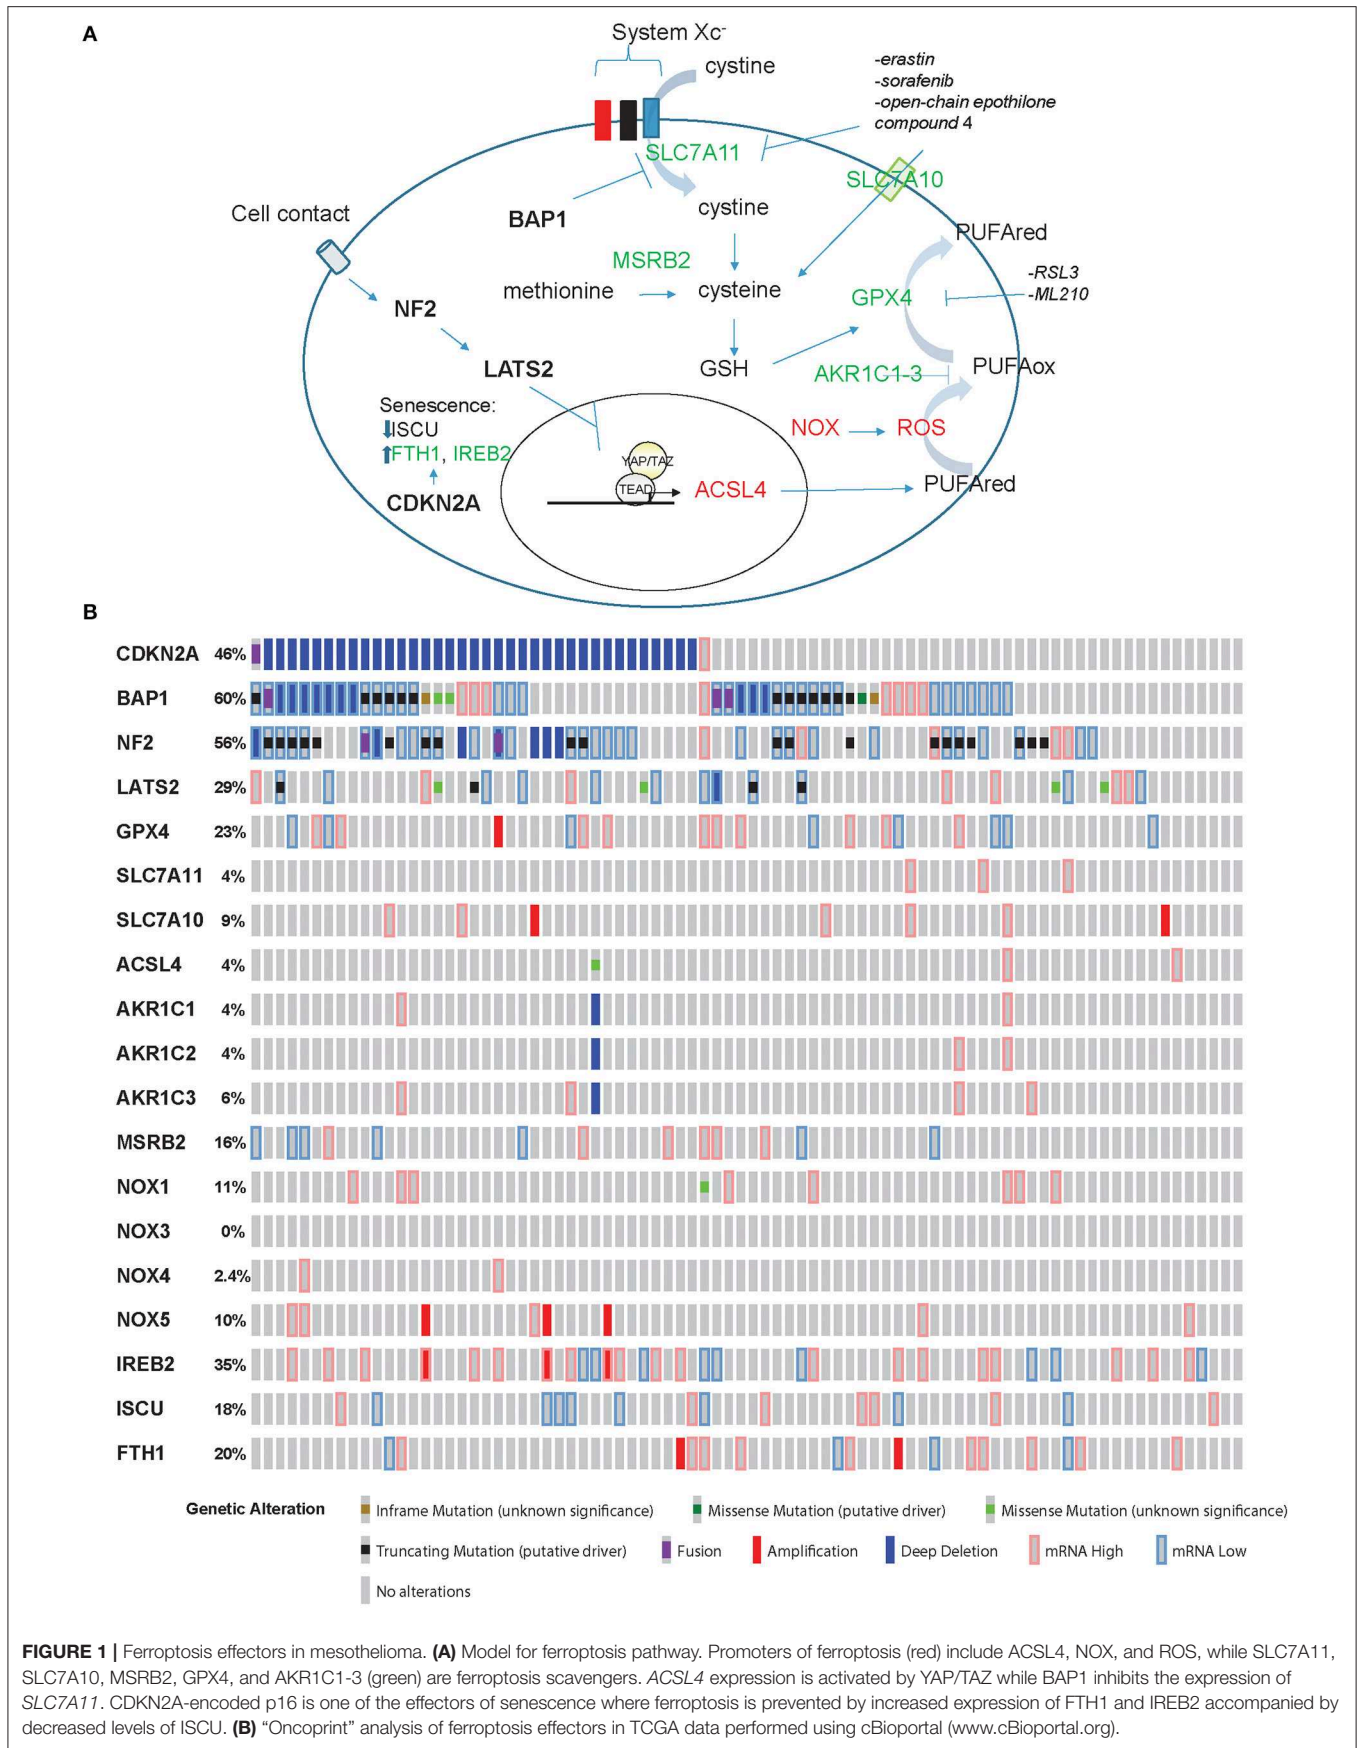 A
System Xc-
cystine
-erastin
-sorafenib
-open-chain epothilone
compound 4
SLC7A11
SLC7A10
cystine
BAP1
Cell contact
PUFAred
MSRB2
methionine
cysteine
GPX4
-RSL3
-ML210
NF2
LATS2
GSH
AKR1C1-3
PUFAox
Senescence:
ISCU
FTH1, IREB2
CDKN2A
NOX
ROS
YAP/TAZ
TEAD
ACSL4
PUFAred
B
CDKN2A 46%
BAP1 60%
NF2 56%
LATS2 29%
GPX4 23%
SLC7A11 4%
SLC7A10 9%
ACSL4 4%
AKR1C1 4%
AKR1C2 4%
AKR1C3 6%
MSRB2 16%
NOX1 11%
NOX3 0%
NOX4 2.4%
NOX5 10%
IREB2 35%
ISCU 18%
FTH1 20%
Genetic Alteration Inframe Mutation (unknown significance) Missense Mutation (putative driver) Missense Mutation (unknown significance)
Truncating Mutation (putative driver) Fusion Amplification Deep Deletion mRNA High mRNA Low
No alterations
FIGURE 1 | Ferroptosis effectors in mesothelioma. (A) Model for ferroptosis pathway. Promoters of ferroptosis (red) include ACSL4, NOX, and ROS, while SLC7A11,
SLC7A10, MSRB2, GPX4, and AKR1C1-3 (green) are ferroptosis scavengers. ACSL4 expression is activated by YAP/TAZ while BAP1 inhibits the expression of
SLC7A11. CDKN2A-encoded p16 is one of the effectors of senescence where ferroptosis is prevented by increased expression of FTH1 and IREB2 accompanied by
decreased levels of ISCU. (B) “Oncoprint” analysis of ferroptosis effectors in TCGA data performed using cBioportal (www.cBioportal.org).